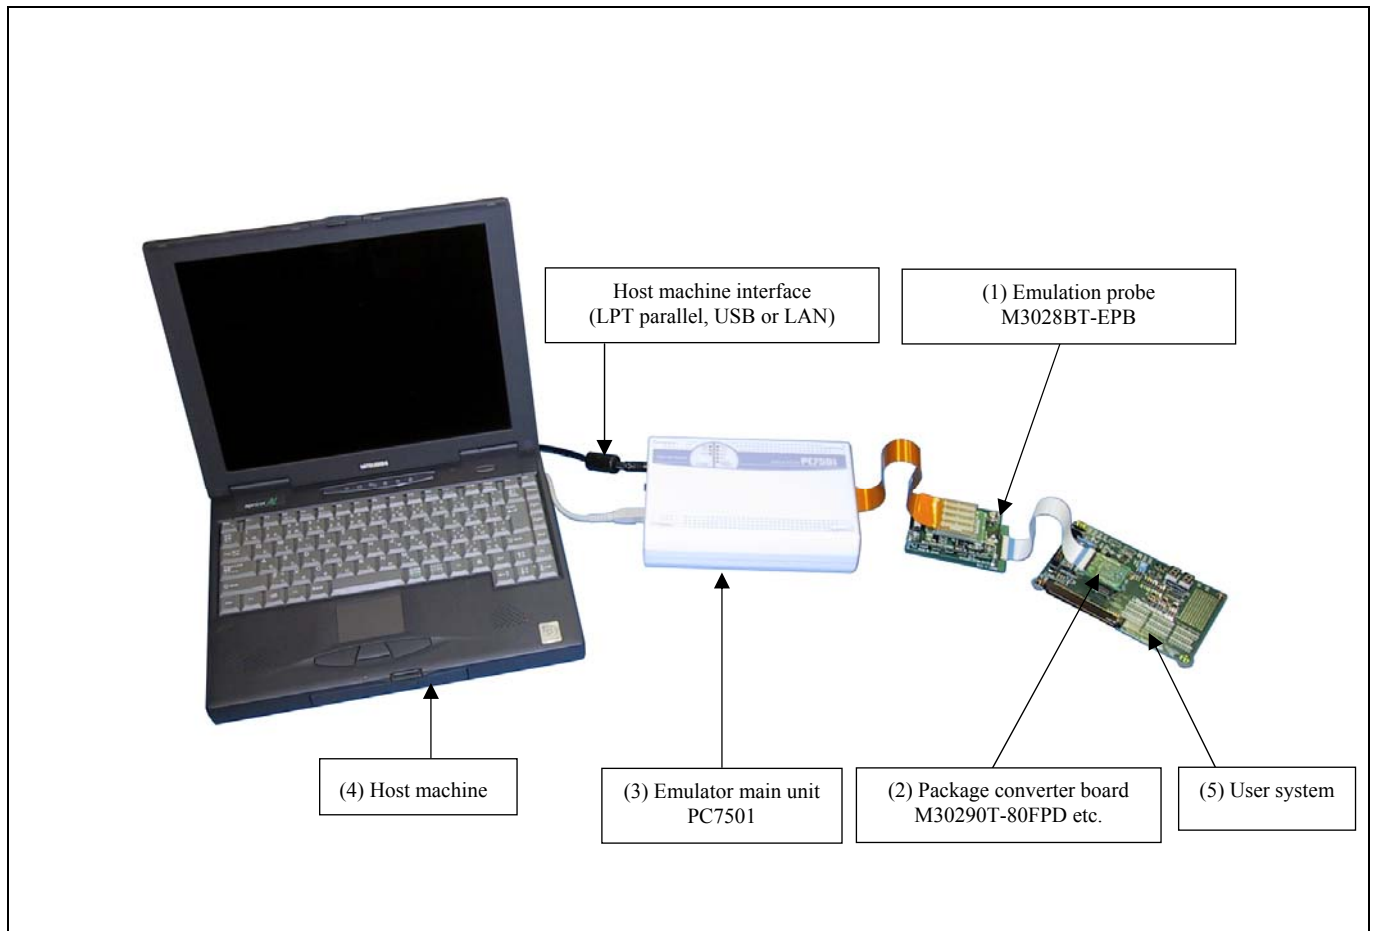 Host machine interface
(LPT parallel, USB or LAN)
(1) Emulation probe
M3028BT-EPB
MITSUBISHI
PC7501
(4) Host machine
(3) Emulator main unit
PC7501
(2) Package converter board
M30290T-80FPD etc.
(5) User system